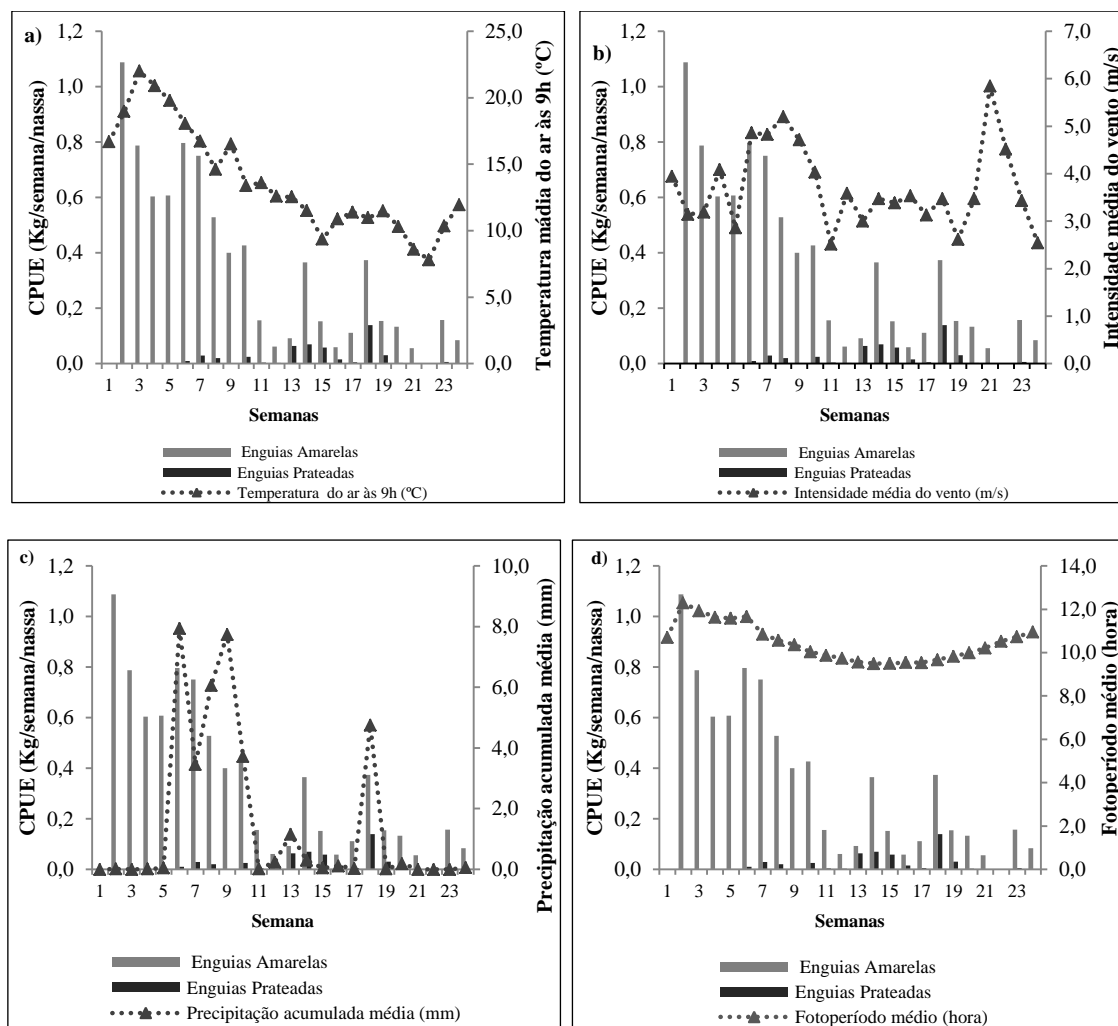 a)
CPUE (Kg/semana/nassa)
1,2
1,0
0,8
0,6
0,4
0,2
0,0
25,0
20,0
15,0
10,0
5,0
0,0
Temperatura mádia do ar às 9h (ºC)
1 3 5 7 9 11 13 15 17 19 21 23
Semanas
Enguias Amarelas
Enguias Prateadas
Temperatura do ar às 9h (ºC)
b)
CPUE (Kg/semana/nassa)
1,2
1,0
0,8
0,6
0,4
0,2
0,0
7,0
6,0
5,0
4,0
3,0
2,0
1,0
0,0
Intensidade média do vento (m/s)
1 3 5 7 9 11 13 15 17 19 21 23
Semanas
Enguias Amarelas
Enguias Prateadas
Intensidade média do vento (m/s)
c)
CPUE (Kg/semana/nassa)
1,2
1,0
0,8
0,6
0,4
0,2
0,0
10,0
8,0
6,0
4,0
2,0
0,0
Precipitação acumulada média (mm)
1 3 5 7 9 11 13 15 17 19 21 23
Semana
Enguias Amarelas
Enguias Prateadas
Precipitação acumulada média (mm)
d)
CPUE (Kg/semana/nassa)
1,2
1,0
0,8
0,6
0,4
0,2
0,0
14,0
12,0
10,0
8,0
6,0
4,0
2,0
0,0
Fotoperíodo médio (hora)
1 3 5 7 9 11 13 15 17 19 21 23
Semanas
Enguias Amarelas
Enguias Prateadas
Fotoperíodo médio (hora)